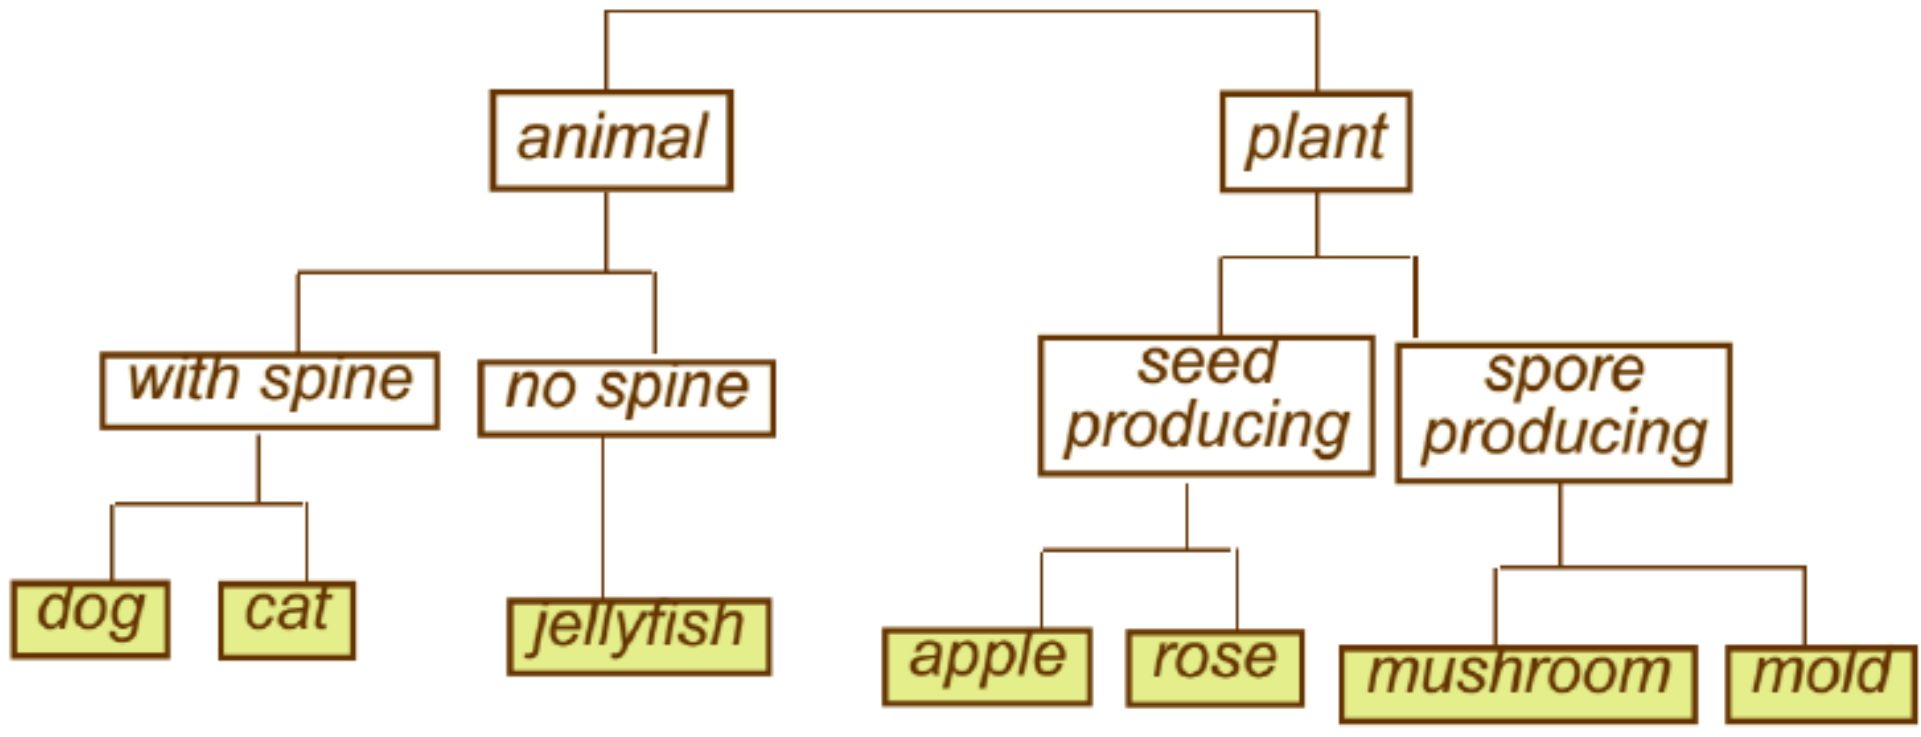 animal
plant
with spine
no spine
seed
producing
spore
producing
dog
cat
jellyfish
apple
rose
mushroom
mold